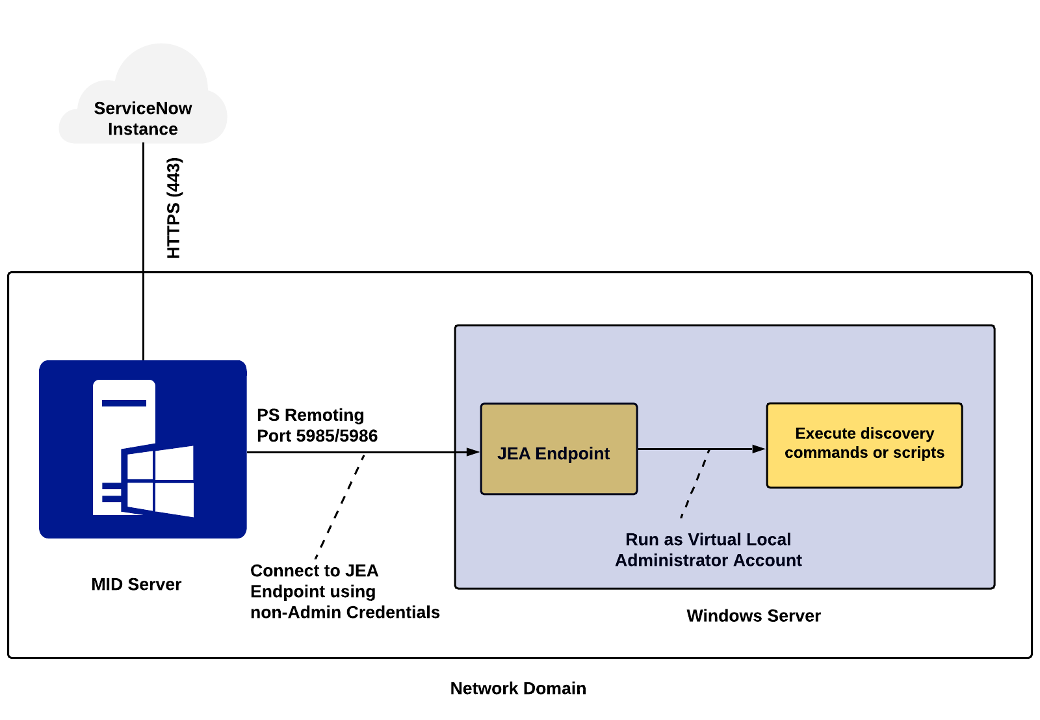 ServiceNow
Instance
HTTPS (443)
PS Remoting
Port 5985/5986
JEA Endpoint
Execute discovery
commands or scripts
Run as Virtual Local
Administrator Account
Connect to JEA
Endpoint using
non-Admin Credentials
MID Server
Windows Server
Network Domain